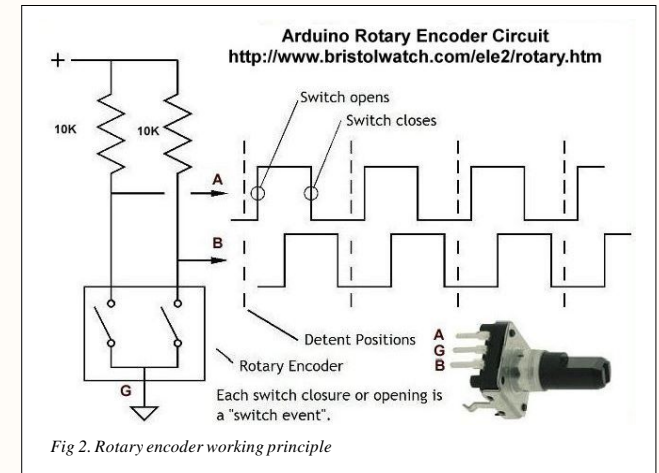 Arduino Rotary Encoder Circuit
http://www.bristolwatch.com/ele2/rotary.htm
+
10K
10K
Switch opens
Switch closes
A
B
Detent Positions
Rotary Encoder
G
Each switch closure or opening is
a "switch event".
A
G
B
Fig 2. Rotary encoder working principle